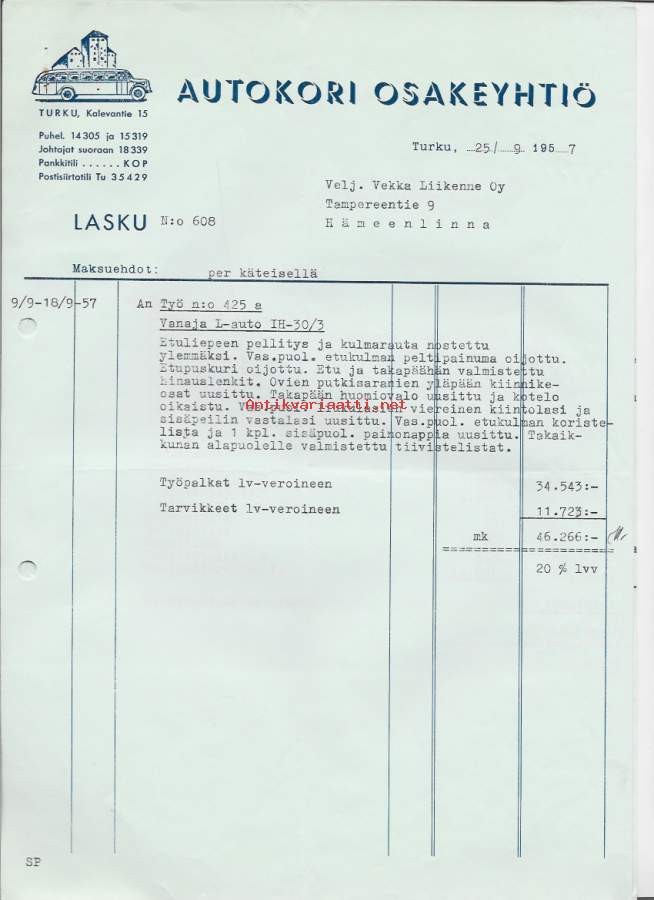 AUTOKORI OSAKEYHTIÖ
TURKU, Kalevantie 15
Puhel. 14305 ja 15319
Johtajat suoraan 18339
Pankkitili ...... KOP
Postisiirtotili Tu 35429
Turku, 25/ 9 1957
Velj. Vekka Liikenne Oy
Tampereentie 9
Hämeenlinna
LASKU N:o 608
Maksuehdot: per käteisellä
9/9-18/9-57 An Työ n:o 425 a
Vanaja L-auto IH-30/3
Etuliepeen pellitys ja kulmarauta nostettu
ylemmäksi. Vas.puol. etukulman peltipainuma oijottu.
Etupuskuri oijottu. Etu ja takapäähän valmistettu
hinauslenkit. Ovien putkisaranien yläpään kiinnike-
osat uusittu. Takapään huomiovalo uusittu ja kotelo
oikaistu. viereinen kiintolasi ja
Antikvariaatti.net
sisäpeilin vastalasi uusittu. Vas.puol. etukulman koriste-
lista ja 1 kpl. sisäpuol. painonappia uusittu. Takaik-
kunan alapuolelle valmistettu tiivistelistat.
Työpalkat lv-veroineen 34.543:-
Tarvikkeet lv-veroineen 11.723:-
mk 46.266:-
20 % lvv
SP